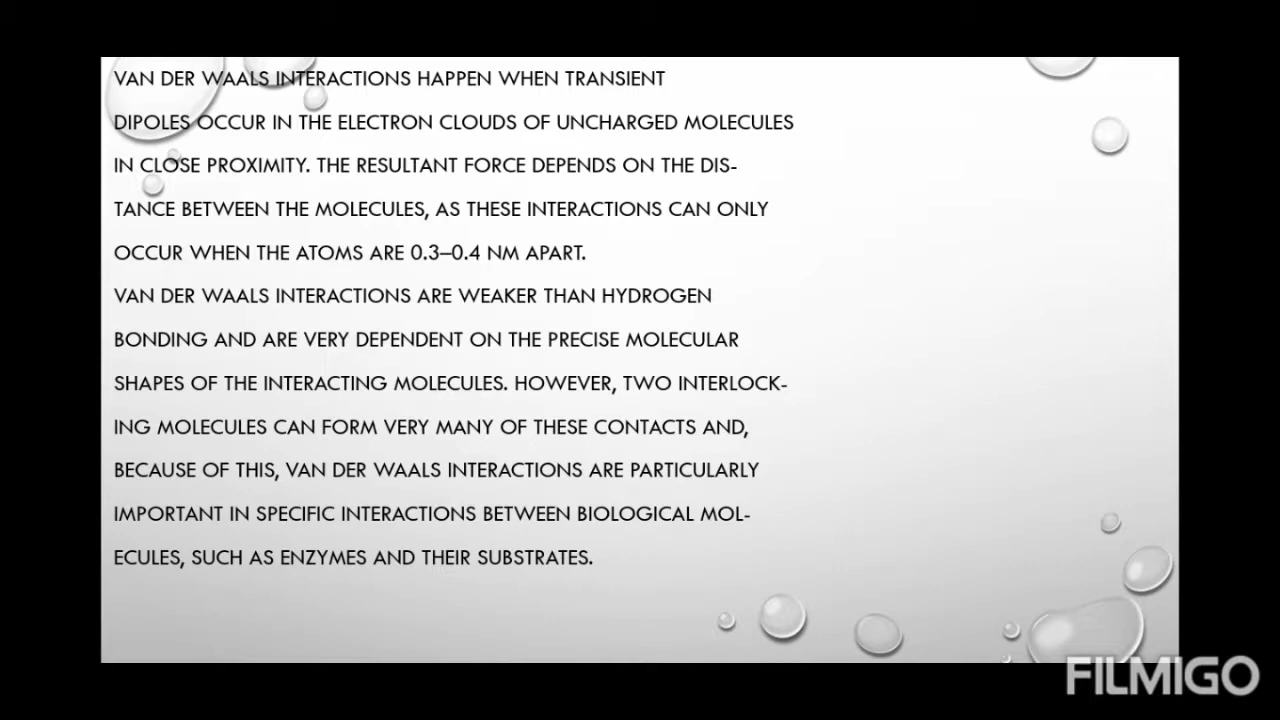 VAN DER WAALS INTERACTIONS HAPPEN WHEN TRANSIENT
DIPOLES OCCUR IN THE ELECTRON CLOUDS OF UNCHARGED MOLECULES
IN CLOSE PROXIMITY. THE RESULTANT FORCE DEPENDS ON THE DIS-
TANCE BETWEEN THE MOLECULES, AS THESE INTERACTIONS CAN ONLY
OCCUR WHEN THE ATOMS ARE 0.3–0.4 NM APART.
VAN DER WAALS INTERACTIONS ARE WEAKER THAN HYDROGEN
BONDING AND ARE VERY DEPENDENT ON THE PRECISE MOLECULAR
SHAPES OF THE INTERACTING MOLECULES. HOWEVER, TWO INTERLOCK-
ING MOLECULES CAN FORM VERY MANY OF THESE CONTACTS AND,
BECAUSE OF THIS, VAN DER WAALS INTERACTIONS ARE PARTICULARLY
IMPORTANT IN SPECIFIC INTERACTIONS BETWEEN BIOLOGICAL MOL-
ECULES, SUCH AS ENZYMES AND THEIR SUBSTRATES.
FILMIGO